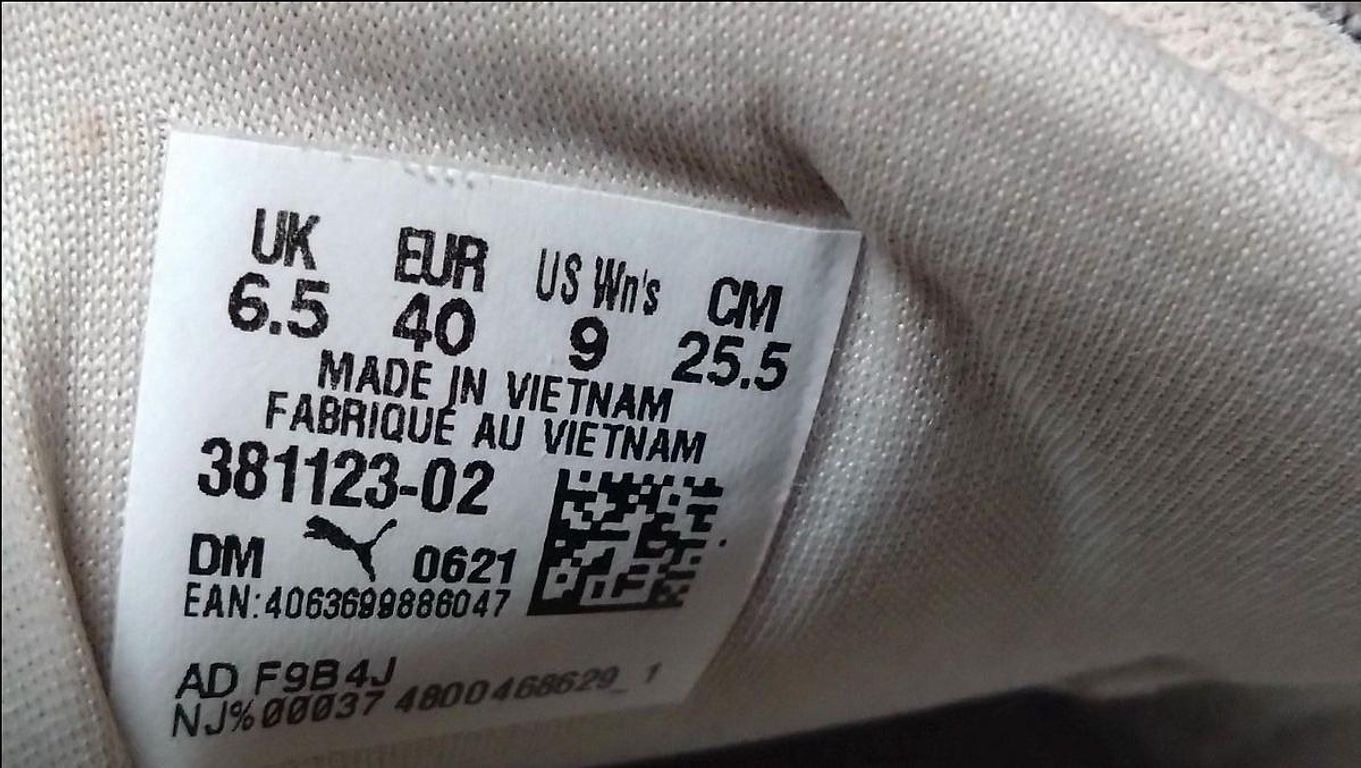 UK EUR US Wn's CM
6.5 40 9 25.5
MADE IN VIETNAM
FABRIQUÉ AU VIETNAM
381123-02
DM 0621
EAN:4063699886047
AD F9B4J
NJ%00037 4800468629_1